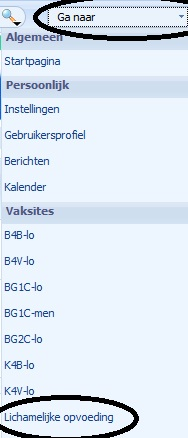 Ga naar
Algemeen
Startpagina
Persoonlijk
Instellingen
Gebruikersprofiel
Berichten
Kalender
Vaksites
B4B-lo
B4V-lo
BG1C-lo
BG1C-men
BG2C-lo
K4B-lo
K4V-lo
Lichamelijke opvoeding